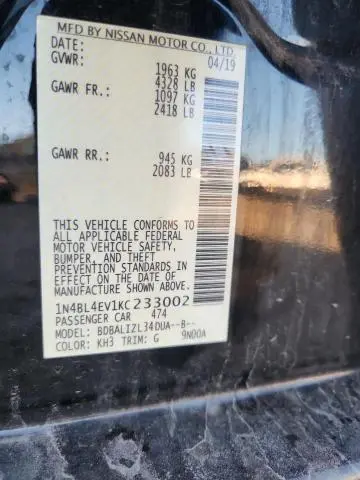 MFD BY NISSAN MOTOR CO., LTD.
DATE: 04/19
GVWR: 1963 KG
4328 LB
GAWR FR: 1097 KG
2418 LB
GAWR RR: 945 KG
2083 LB
THIS VEHICLE CONFORMS TO
ALL APPLICABLE FEDERAL
MOTOR VEHICLE SAFETY,
BUMPER, AND THEFT
PREVENTION STANDARDS
IN EFFECT ON THE DATE OF
MANUFACTURE SHOWN ABOVE.
1N4BL4EV1KC233002
PASSENGER CAR 474
MODEL: BDBALIZL34DUA--B--
COLOR: KH3 TRIM: G 9N00A